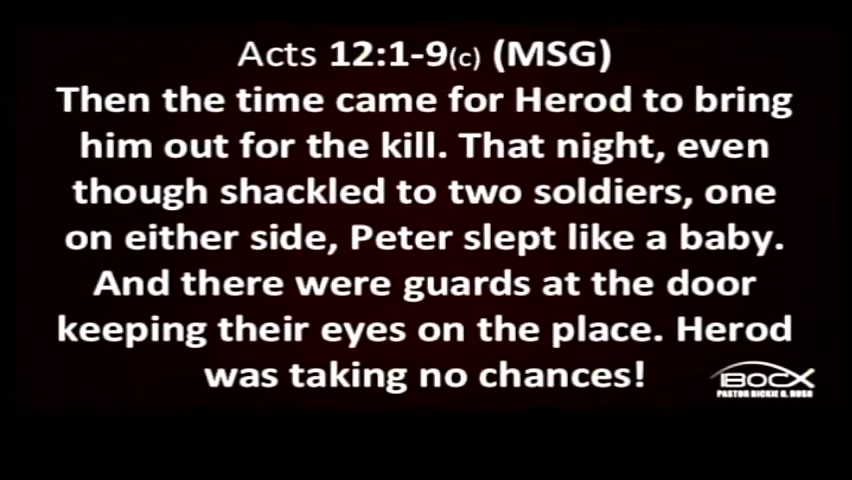 Acts 12:1-9(c) (MSG)
Then the time came for Herod to bring
him out for the kill. That night, even
though shackled to two soldiers, one
on either side, Peter slept like a baby.
And there were guards at the door
keeping their eyes on the place. Herod
was taking no chances!
IBOCX
PASTOR RICKIE G. RUSH